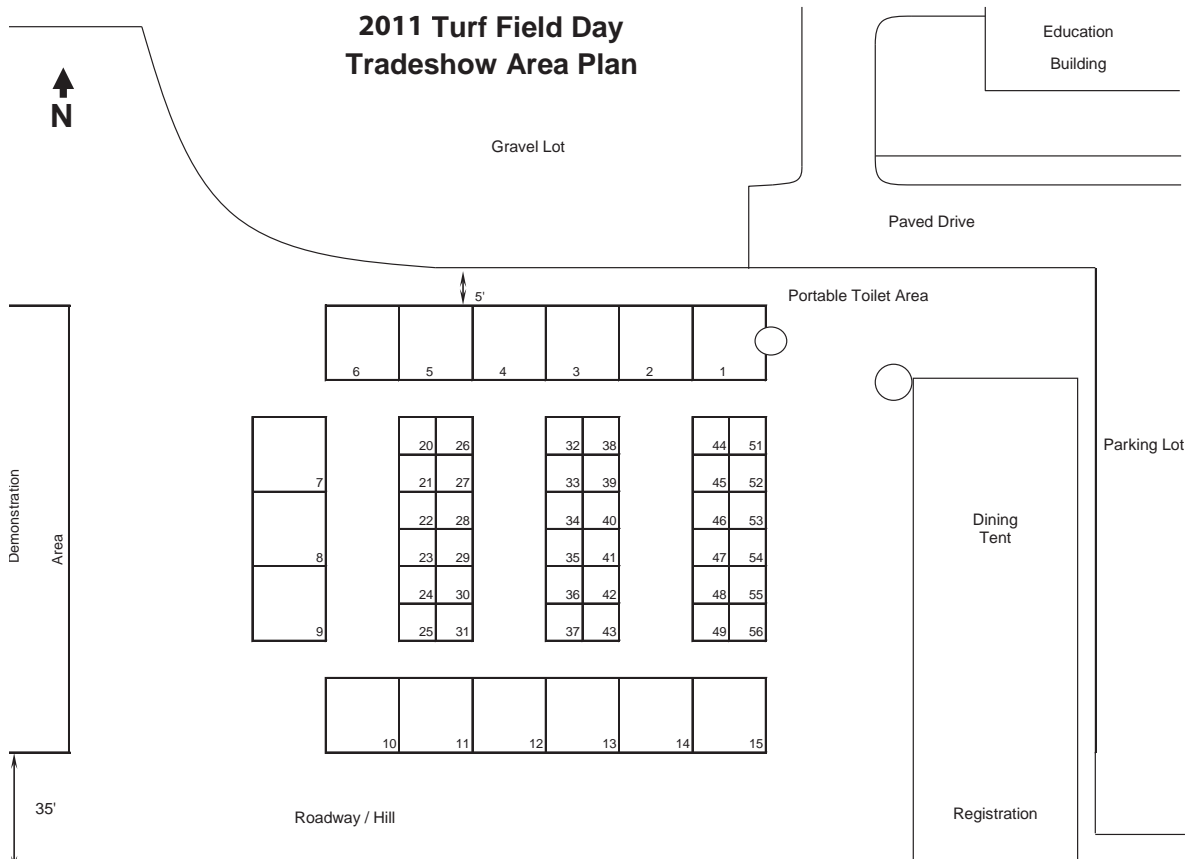 2011 Turf Field Day
Tradeshow Area Plan
Education
Building
N
Gravel Lot
Paved Drive
5'
Portable Toilet Area
6 5 4 3 2 1
20 26 32 38 44 51
Parking Lot
7 21 27 33 39 45 52
Demonstration
Area
22 28 34 40 46 53
Dining
Tent
8 23 29 35 41 47 54
24 30 36 42 48 55
9 25 31 37 43 49 56
10 11 12 13 14 15
35'
Roadway / Hill
Registration